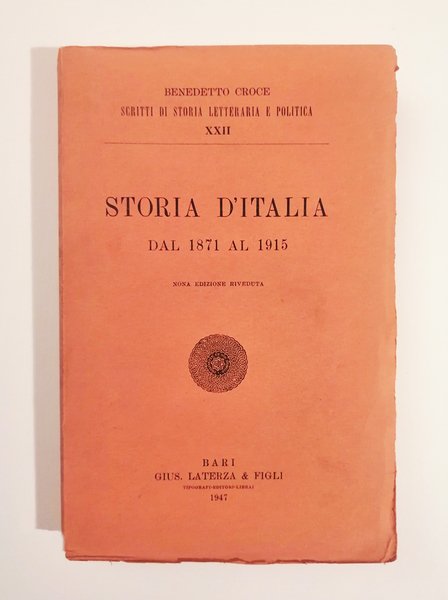 BENEDETTO CROCE
SCRITTI DI STORIA LETTERARIA E POLITICA
XXII
STORIA D'ITALIA
DAL 1871 AL 1915
NONA EDIZIONE RIVEDUTA
BARI
GIUS. LATERZA & FIGLI
TIPOGRAFI-EDITORI-LIBRAI
1947